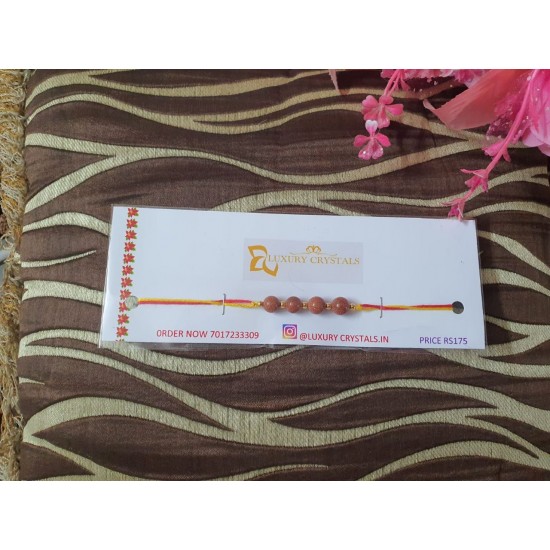 LUXURY CRYSTALS
ORDER NOW 7017233309
@LUXURY CRYSTALS.IN
PRICE RS175